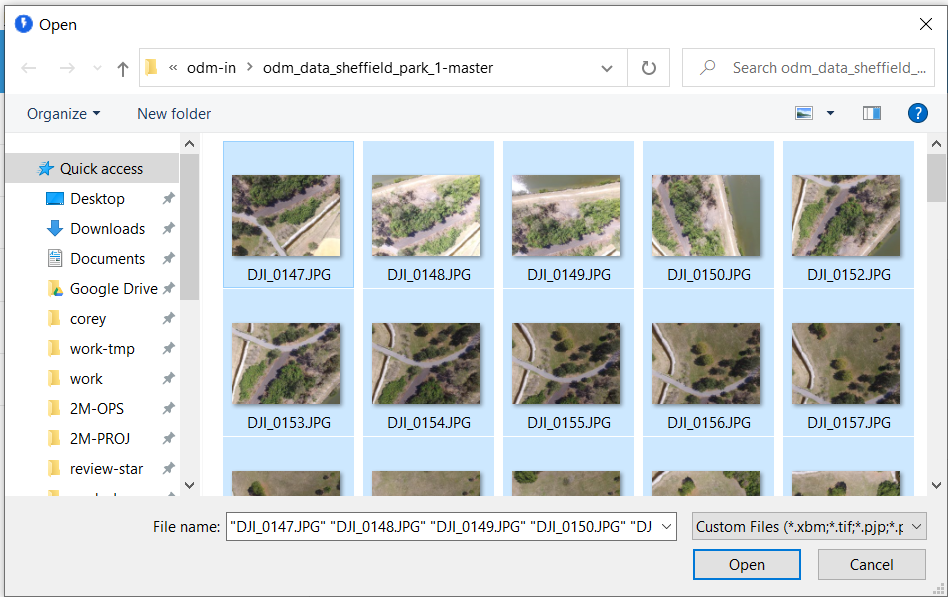 Open
« odm-in > odm_data_sheffield_park_1-master
Search odm_data_sheffield_...
Organize
New folder
?
Quick access
Desktop
Downloads
Documents
Google Drive
corey
work-tmp
work
2M-OPS
2M-PROJ
review-star
DJI_0147.JPG DJI_0148.JPG DJI_0149.JPG DJI_0150.JPG DJI_0152.JPG
DJI_0153.JPG DJI_0154.JPG DJI_0155.JPG DJI_0156.JPG DJI_0157.JPG
File name: "DJI_0147.JPG" "DJI_0148.JPG" "DJI_0149.JPG" "DJI_0150.JPG" "DJ
Custom Files (*.xbm;*.tif;*.pjp;*.p
Open Cancel